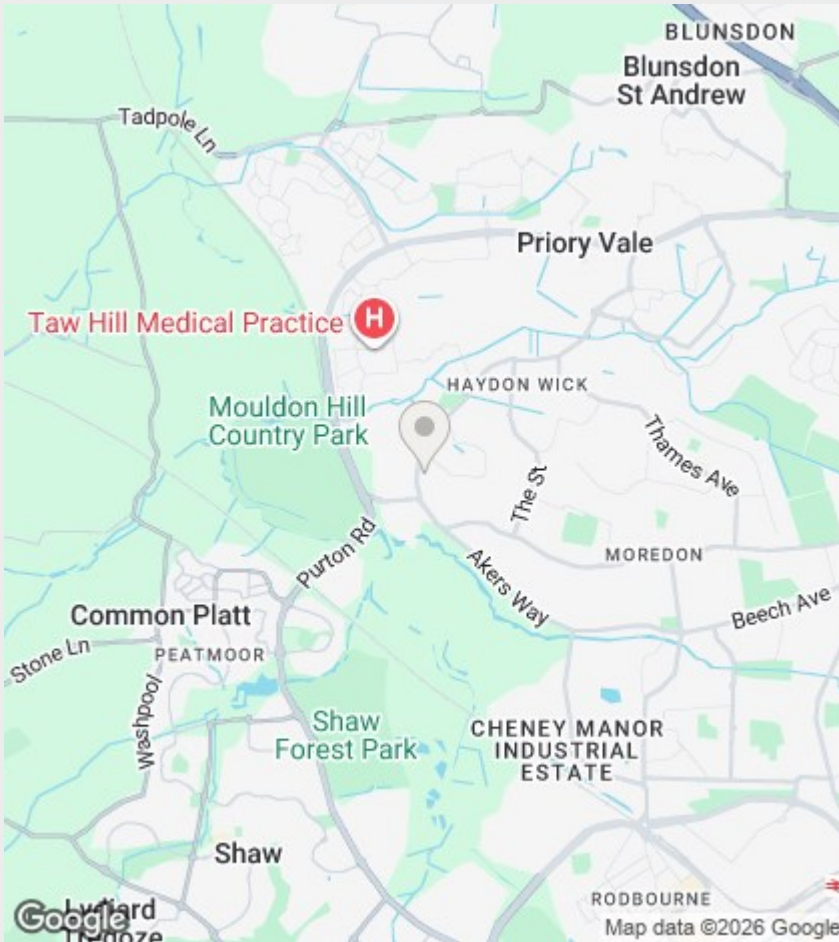 BLUNSDON
Blunsdon
St Andrew
Tadpole Ln
Priory Vale
Taw Hill Medical Practice
H
HAYDON WICK
Mouldon Hill
Country Park
Thames Ave
The St
Purton Rd
MOREDON
Akers Way
Common Platt
Beech Ave
Stone Ln
PEATMOOR
Washpool
Shaw
Forest Park
CHENEY MANOR
INDUSTRIAL
ESTATE
Shaw
RODBOURNE
Google
Map data ©2026 Google